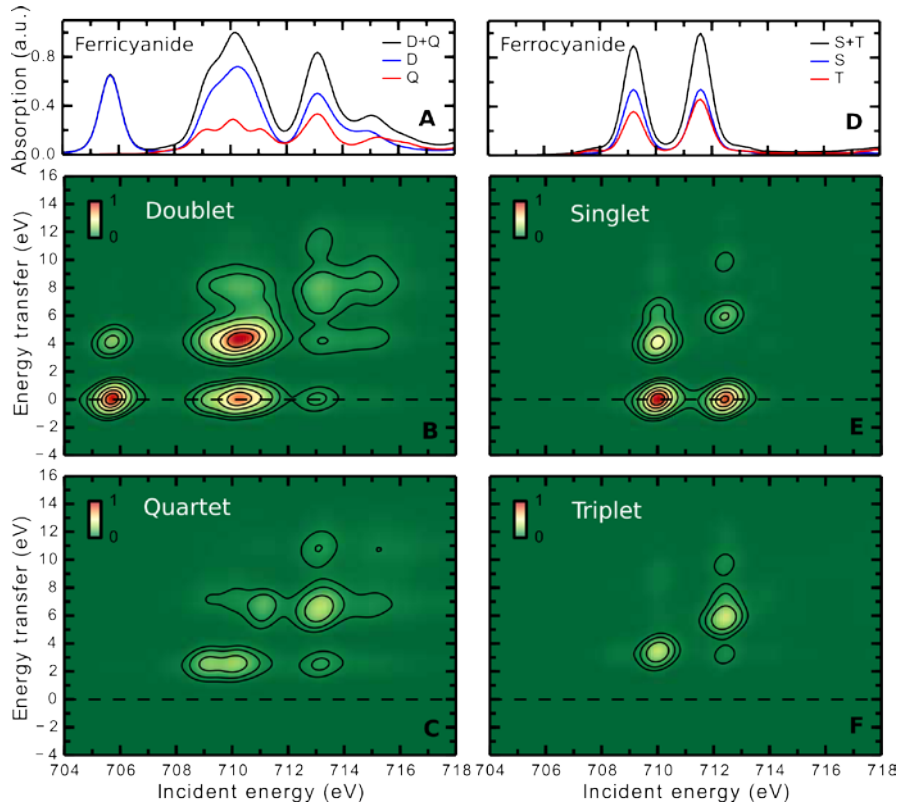 Absorption (a.u.)
0.8
0.4
0.0
Ferricyanide
D+Q
D
Q
A
Ferrocyanide
S+T
S
T
D
Energy transfer (eV)
16
14
12
10
8
6
4
2
0
−2
−4
1
0
Doublet
B
1
0
Singlet
E
Energy transfer (eV)
16
14
12
10
8
6
4
2
0
−2
−4
1
0
Quartet
C
1
0
Triplet
F
704 706 708 710 712 714 716 718
704 706 708 710 712 714 716 718
Incident energy (eV)
Incident energy (eV)